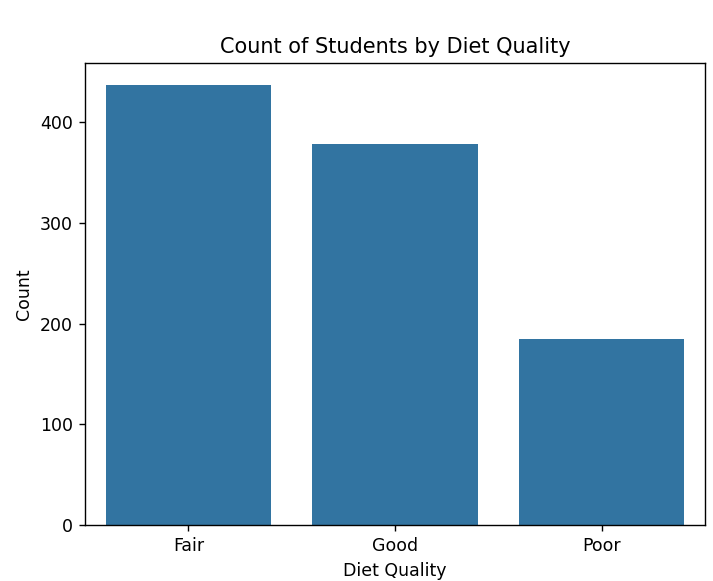 Count of Students by Diet Quality
400
300
200
100
0
Count
Fair Good Poor
Diet Quality